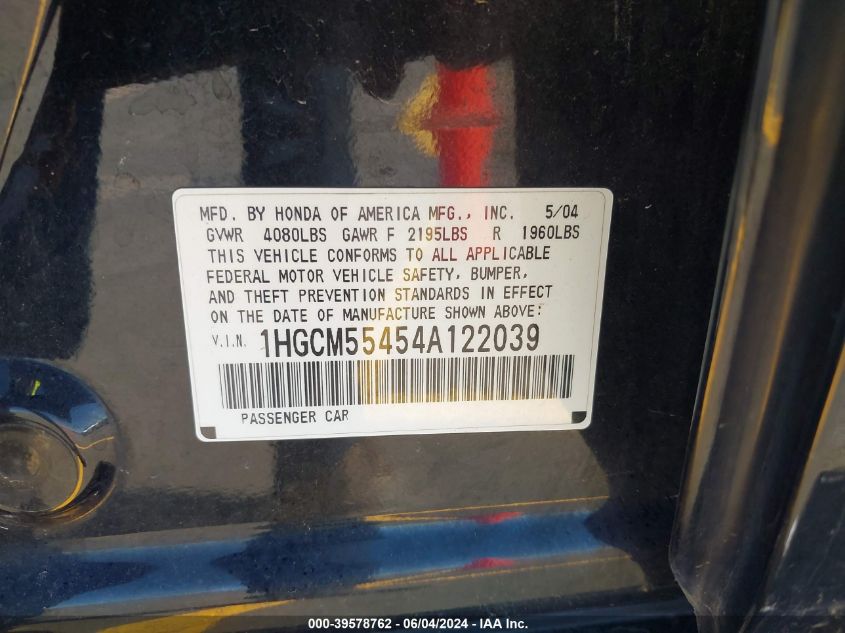 MFD. BY HONDA OF AMERICA MFG., INC. 5/04
GVWR 4080LBS GAWR F 2195LBS R 1960LBS
THIS VEHICLE CONFORMS TO ALL APPLICABLE
FEDERAL MOTOR VEHICLE SAFETY, BUMPER,
AND THEFT PREVENTION STANDARDS IN EFFECT
ON THE DATE OF MANUFACTURE SHOWN ABOVE:
V.I.N. 1HGCM55454A122039
PASSENGER CAR
000-39578762 - 06/04/2024 - IAA Inc.